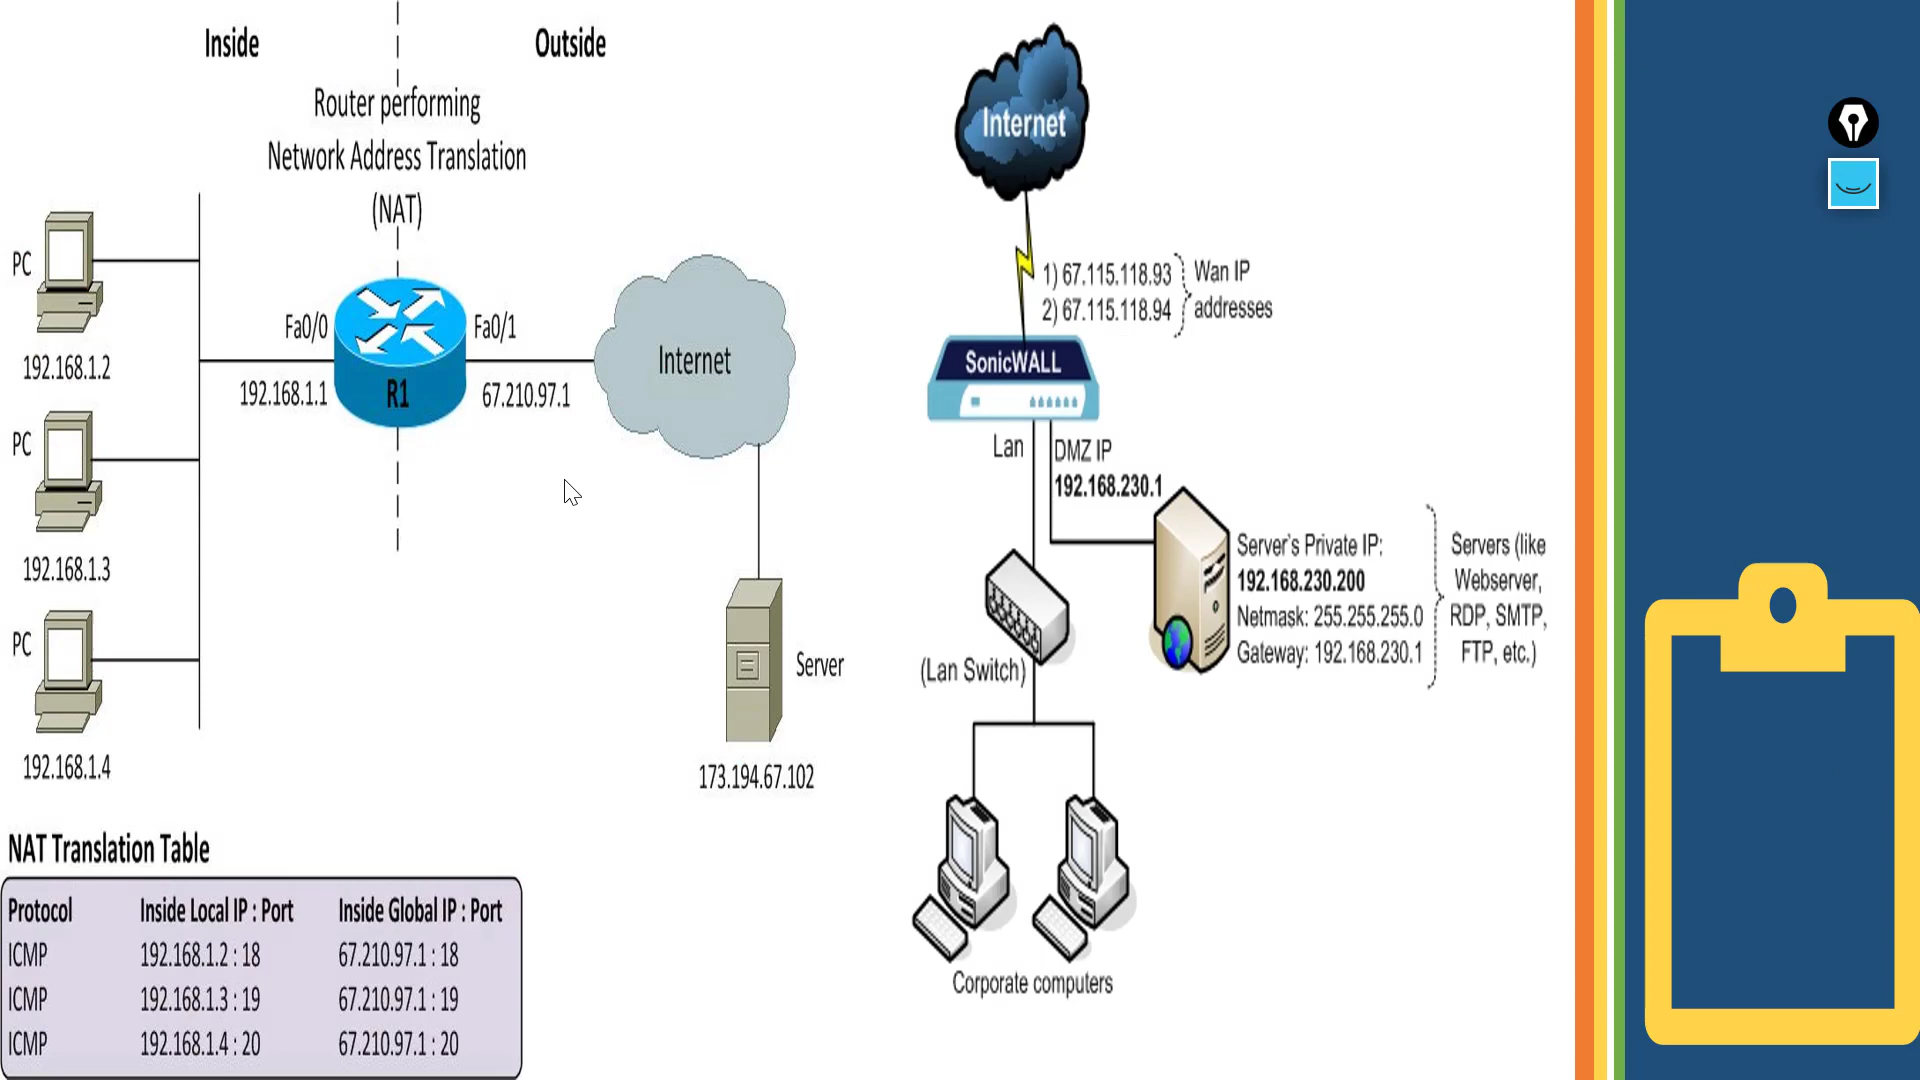 Inside
Outside
Router performing
Network Address Translation
(NAT)
PC
192.168.1.2
PC
192.168.1.3
PC
192.168.1.4
Fa0/0
Fa0/1
192.168.1.1
R1
67.210.97.1
Internet
Server
173.194.67.102
NAT Translation Table
Protocol Inside Local IP : Port Inside Global IP : Port
ICMP 192.168.1.2 : 18 67.210.97.1 : 18
ICMP 192.168.1.3 : 19 67.210.97.1 : 19
ICMP 192.168.1.4 : 20 67.210.97.1 : 20
Internet
1) 67.115.118.93
2) 67.115.118.94
Wan IP
addresses
SonicWALL
Lan
DMZ IP
192.168.230.1
Server's Private IP:
192.168.230.200
Netmask: 255.255.255.0
Gateway: 192.168.230.1
Servers (like
Webserver,
RDP, SMTP,
FTP, etc.)
(Lan Switch)
Corporate computers